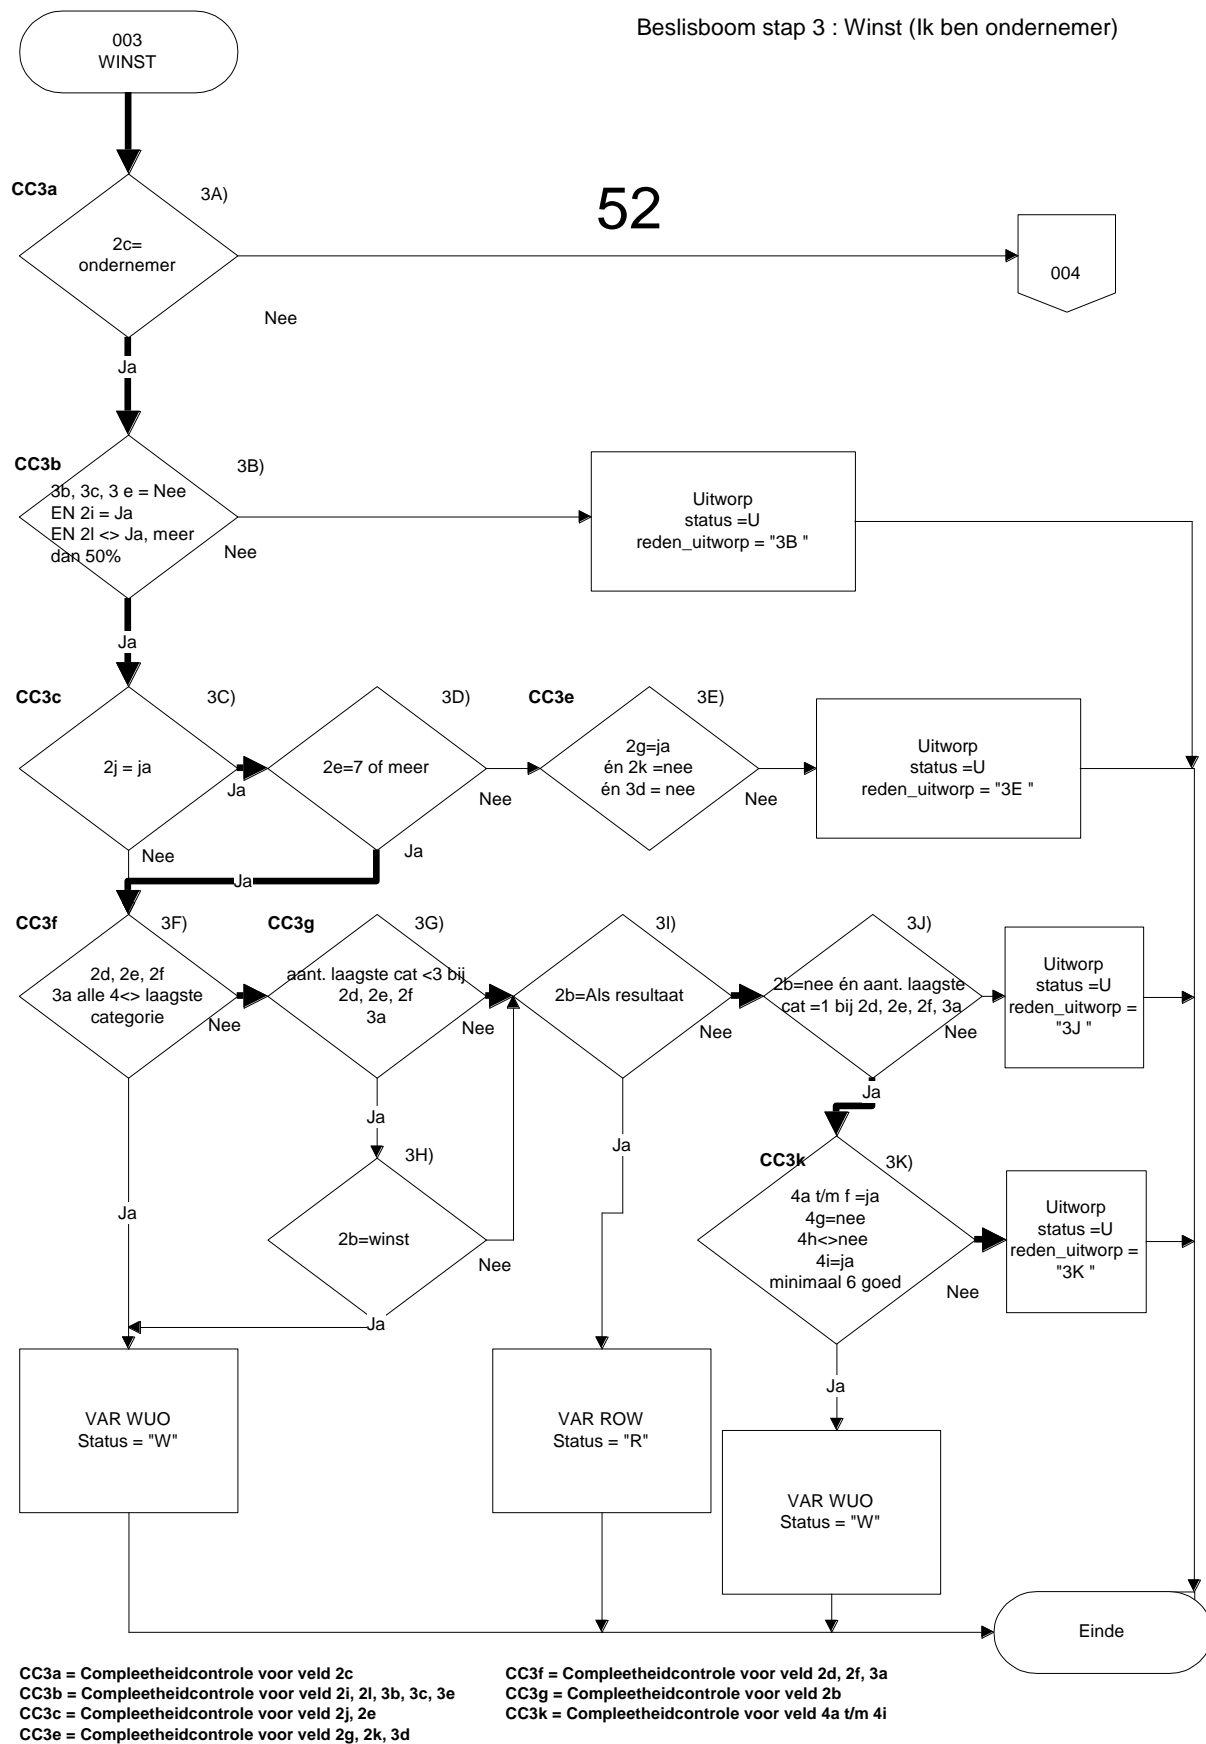 Beslisboom stap 3 : Winst (Ik ben ondernemer)
003
WINST
CC3a
3A)
52
2c=
ondernemer
004
Nee
Ja
CC3b
3B)
3b, 3c, 3 e = Nee
EN 2i = Ja
EN 2l <> Ja, meer
dan 50%
Nee
Uitworp
status =U
reden_uitworp = "3B "
Ja
CC3c
3C)
2j = ja
Ja
Nee
3D)
2e=7 of meer
Nee
Ja
Ja
CC3e
3E)
2g=ja
én 2k =nee
én 3d = nee
Nee
Uitworp
status =U
reden_uitworp = "3E "
CC3f
3F)
2d, 2e, 2f
3a alle 4<> laagste
categorie
Nee
Ja
CC3g
3G)
aant. laagste cat <3 bij
2d, 2e, 2f
3a
Nee
Ja
3I)
2b=Als resultaat
Nee
Ja
3J)
2b=nee én aant. laagste
cat =1 bij 2d, 2e, 2f, 3a
Nee
Ja
Uitworp
status =U
reden_uitworp =
"3J "
3H)
2b=winst
Nee
Ja
CC3k
3K)
4a t/m f =ja
4g=nee
4h<>nee
4i=ja
minimaal 6 goed
Nee
Ja
Uitworp
status =U
reden_uitworp =
"3K "
VAR WUO
Status = "W"
VAR ROW
Status = "R"
VAR WUO
Status = "W"
Einde
CC3a = Compleetheidcontrole voor veld 2c
CC3b = Compleetheidcontrole voor veld 2i, 2l, 3b, 3c, 3e
CC3c = Compleetheidcontrole voor veld 2j, 2e
CC3e = Compleetheidcontrole voor veld 2g, 2k, 3d
CC3f = Compleetheidcontrole voor veld 2d, 2f, 3a
CC3g = Compleetheidcontrole voor veld 2b
CC3k = Compleetheidcontrole voor veld 4a t/m 4i